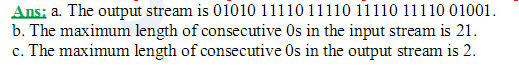 Ans: a. The output stream is 01010 11110 11110 11110 11110 01001.
b. The maximum length of consecutive 0s in the input stream is 21.
c. The maximum length of consecutive 0s in the output stream is 2.